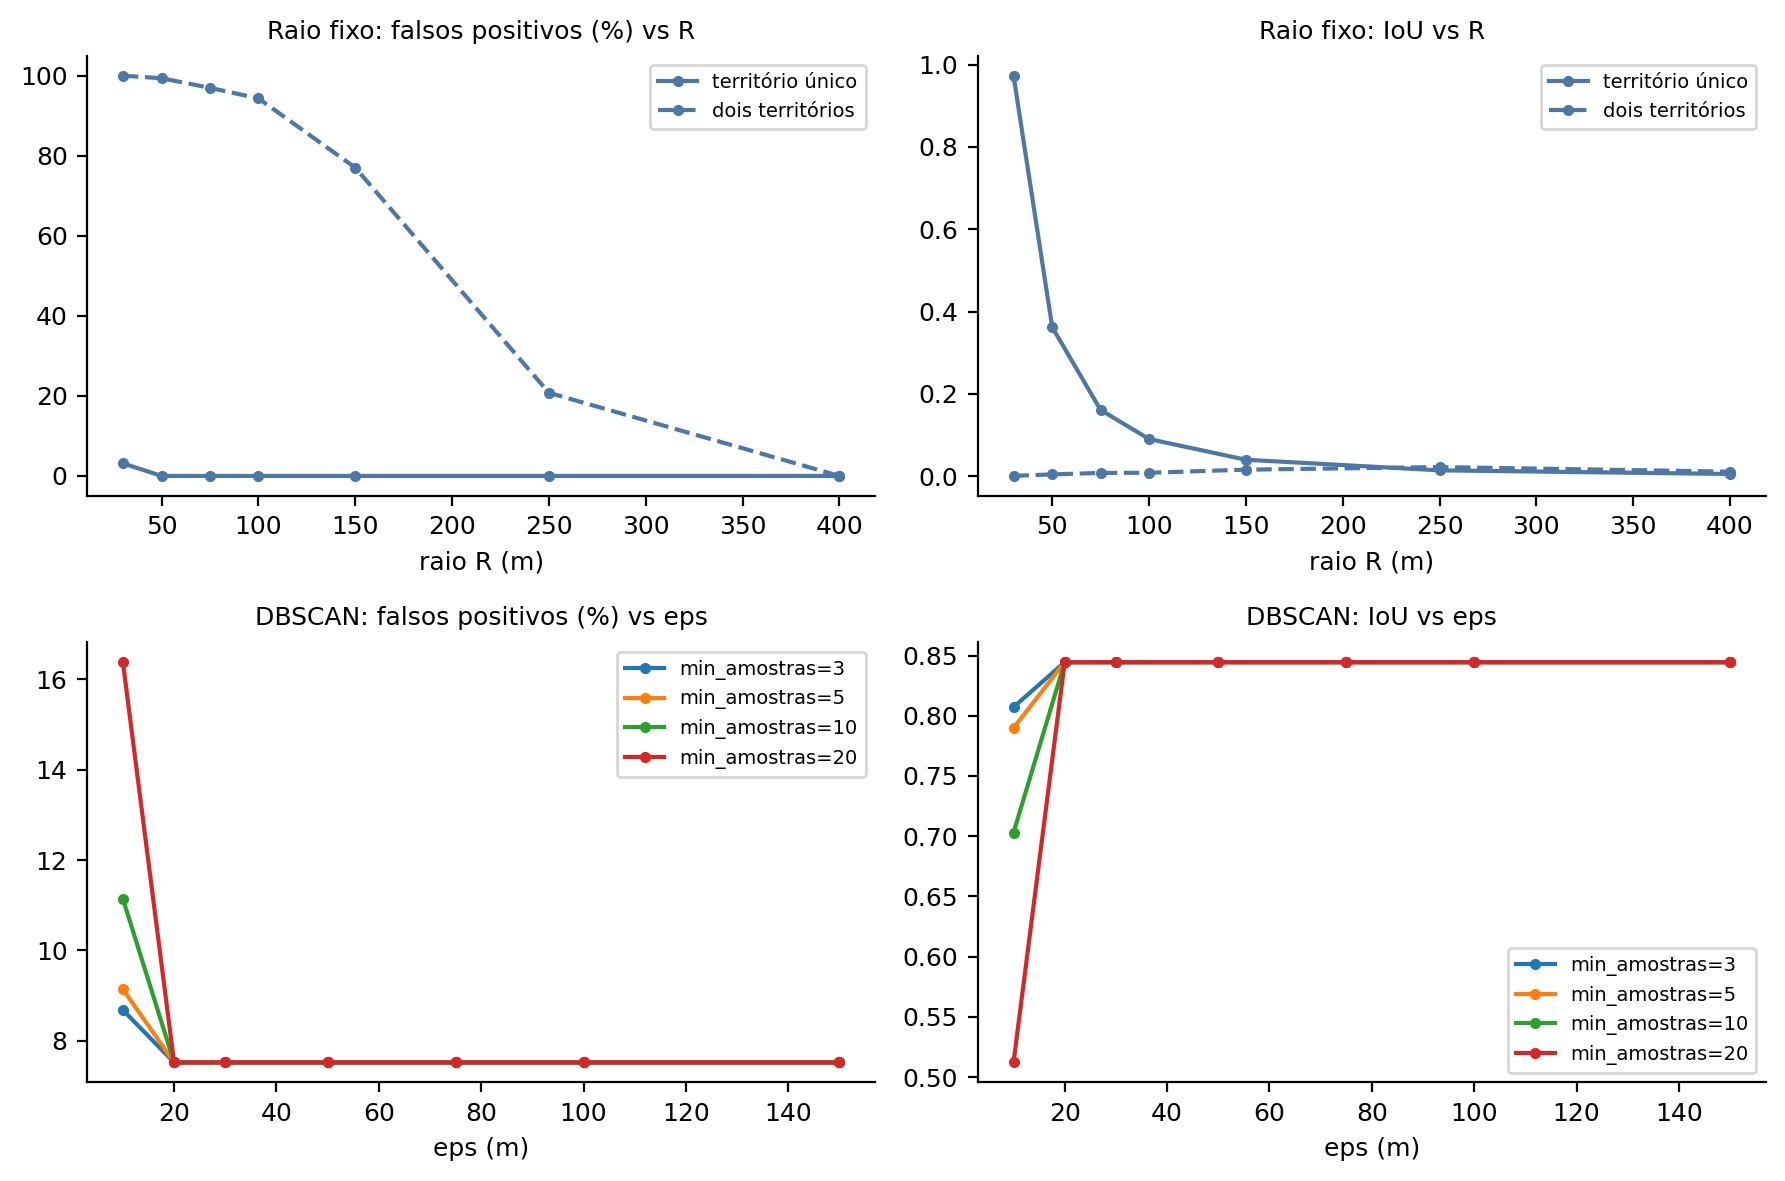 Raio fixo: falsos positivos (%) vs R
100
80
60
40
20
0
50 100 150 200 250 300 350 400
raio R (m)
território único
dois territórios
Raio fixo: IoU vs R
1.0
0.8
0.6
0.4
0.2
0.0
50 100 150 200 250 300 350 400
raio R (m)
território único
dois territórios
DBSCAN: falsos positivos (%) vs eps
16
14
12
10
8
20 40 60 80 100 120 140
eps (m)
min_amostras=3
min_amostras=5
min_amostras=10
min_amostras=20
DBSCAN: IoU vs eps
0.85
0.80
0.75
0.70
0.65
0.60
0.55
0.50
20 40 60 80 100 120 140
eps (m)
min_amostras=3
min_amostras=5
min_amostras=10
min_amostras=20